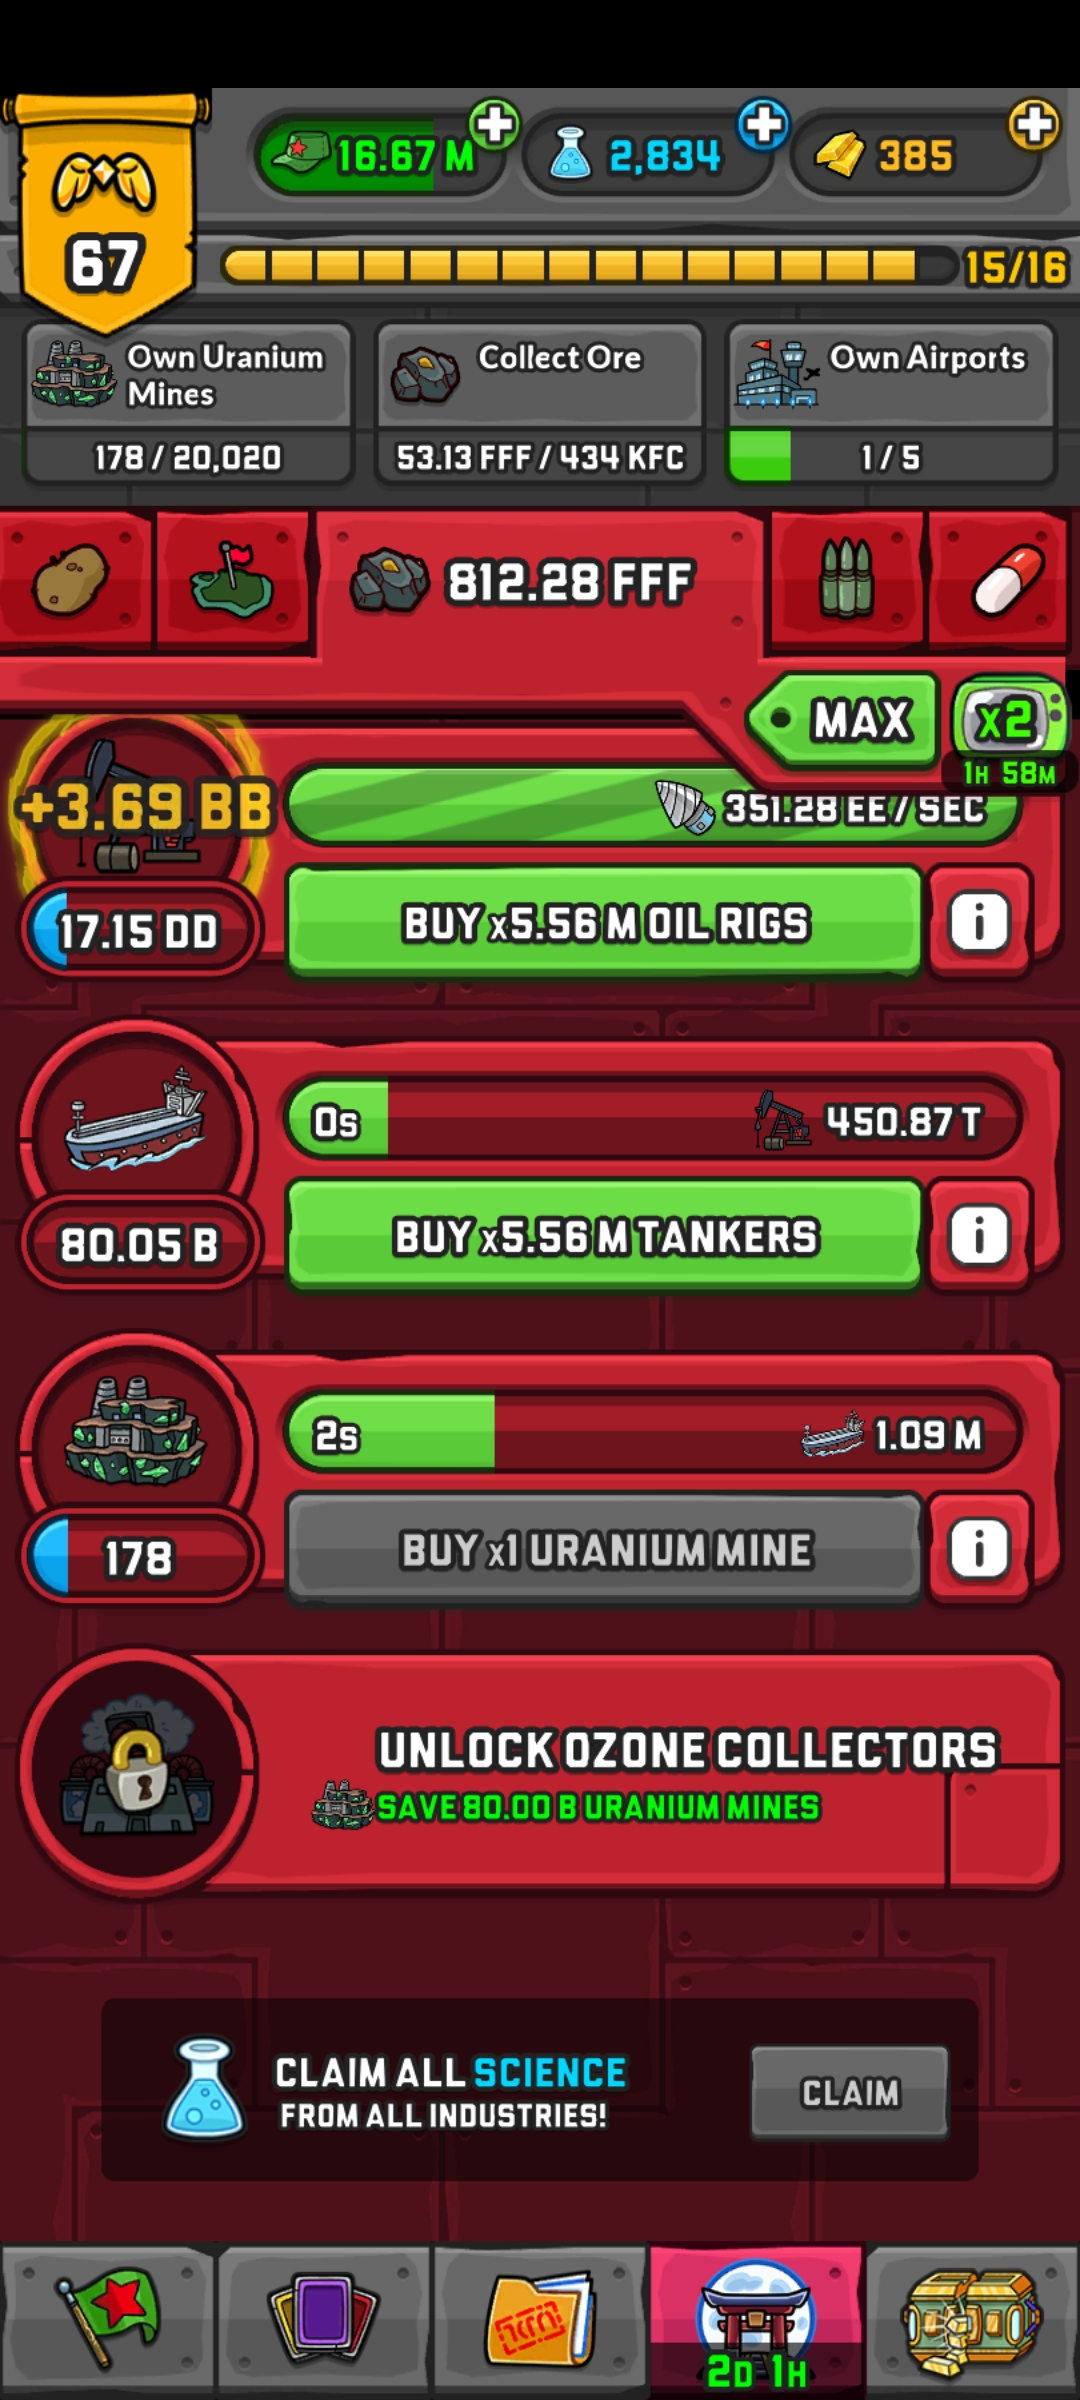 67
16.67 M
2,834
385
15/16
Own Uranium
Mines
178 / 20,020
Collect Ore
53.13 FFF / 434 KFC
Own Airports
1 / 5
812.28 FFF
MAX
X2
1H 58M
+3.69 BB
351.28 EE / SEC
17.15 DD
BUY x5.56 M OIL RIGS
i
0s
450.87 T
80.05 B
BUY x5.56 M TANKERS
i
2s
1.09 M
178
BUY x1 URANIUM MINE
i
UNLOCK OZONE COLLECTORS
SAVE 80.00 B URANIUM MINES
CLAIM ALL SCIENCE
FROM ALL INDUSTRIES!
CLAIM
2D 1H